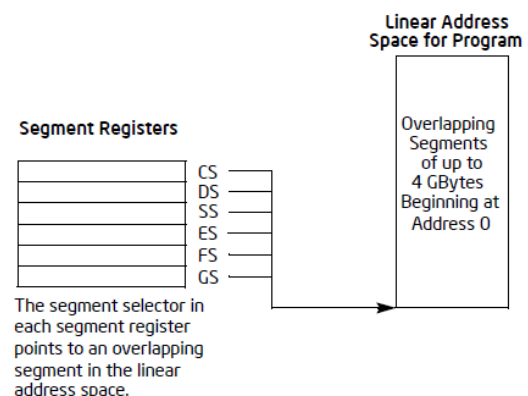 Linear Address
Space for Program
Overlapping
Segments
of up to
4 GBytes
Beginning at
Address 0
Segment Registers
CS
DS
SS
ES
FS
GS
The segment selector in
each segment register
points to an overlapping
segment in the linear
address space.